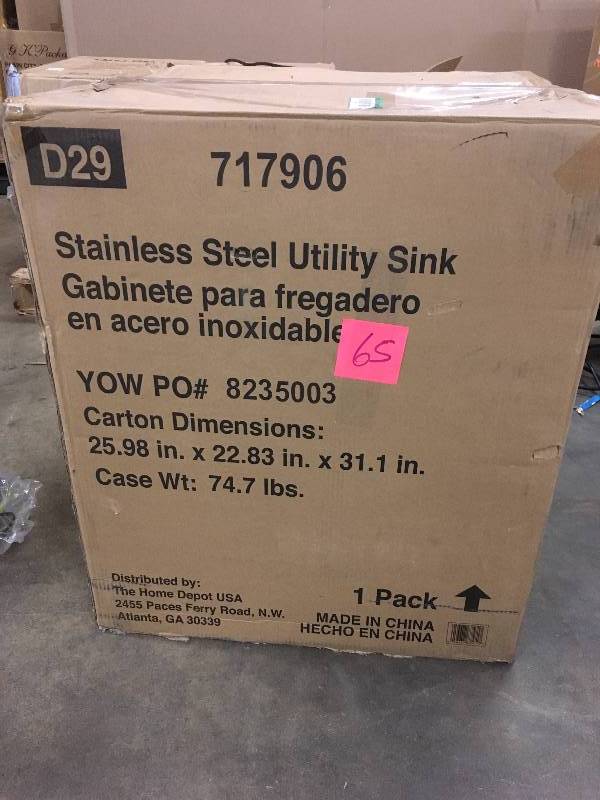 G K Packa
D29
717906
Stainless Steel Utility Sink
Gabinete para fregadero
en acero inoxidable
65
YOW PO# 8235003
Carton Dimensions:
25.98 in. x 22.83 in. x 31.1 in.
Case Wt: 74.7 lbs.
Distributed by:
The Home Depot USA
2455 Paces Ferry Road, N.W.
Atlanta, GA 30339
1 Pack
MADE IN CHINA
HECHO EN CHINA